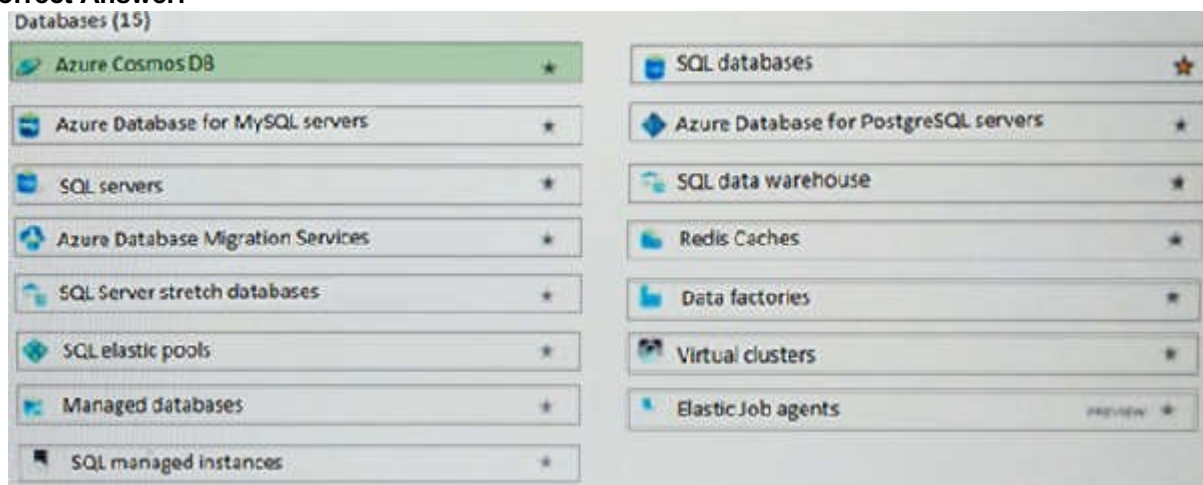 orrect Answer:
Databases (15)
Azure Cosmos DB
SQL databases
Azure Database for MySQL servers
Azure Database for PostgreSQL servers
SQL servers
SQL data warehouse
Azure Database Migration Services
Redis Caches
SQL Server stretch databases
Data factories
SQL elastic pools
Virtual clusters
Managed databases
Elastic Job agents PREVIEW
SQL managed instances